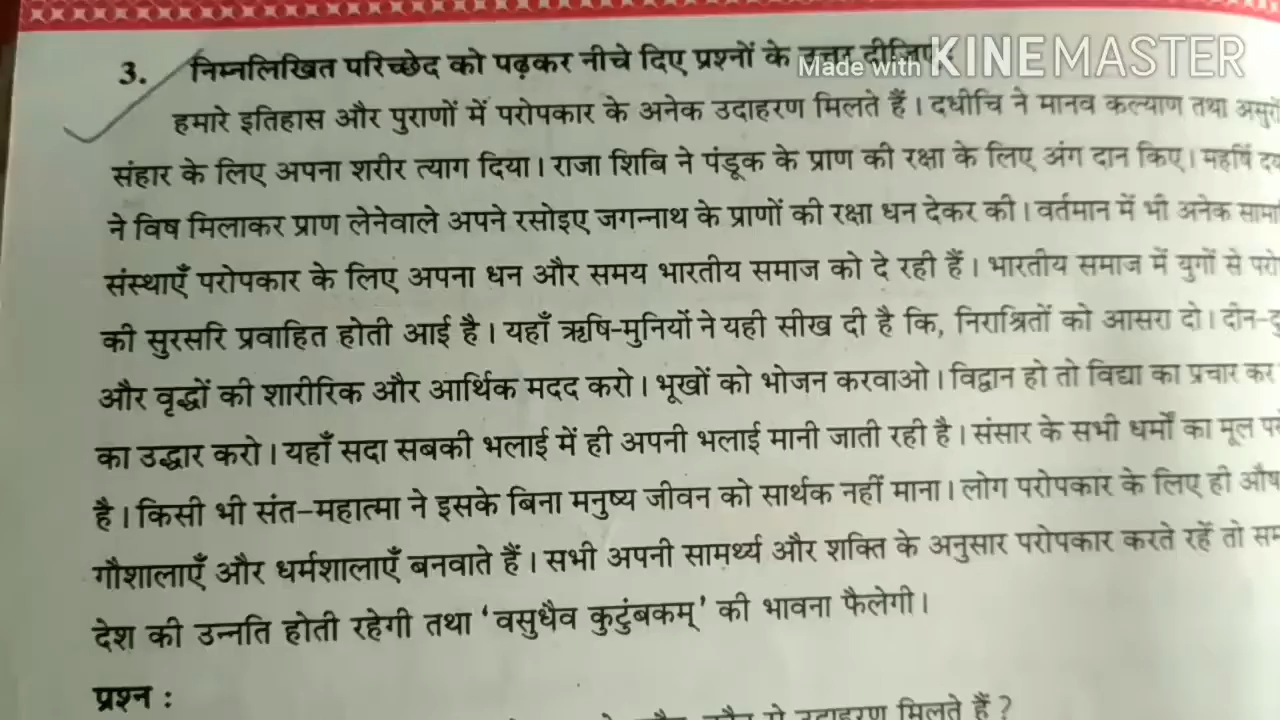 Made with KINEMASTER
3. निम्नलिखित परिच्छेद को पढ़कर नीचे दिए प्रश्नों के उत्तर दीजिए
हमारे इतिहास और पुराणों में परोपकार के अनेक उदाहरण मिलते हैं। दधीचि ने मानव कल्याण तथा
संहार के लिए अपना शरीर त्याग दिया। राजा शिबि ने पंडूक के प्राण की रक्षा के लिए अंग दान किए। महर्षि
ने विष मिलाकर प्राण लेनेवाले अपने रसोइए जगन्नाथ के प्राणों की रक्षा धन देकर की। वर्तमान में भी अनेक
संस्थाएँ परोपकार के लिए अपना धन और समय भारतीय समाज को दे रही हैं। भारतीय समाज में युगों से
की सुरसरि प्रवाहित होती आई है। यहाँ ऋषि-मुनियों ने यही सीख दी है कि, निराश्रितों को आसरा दो। दीन-
और वृद्धों की शारीरिक और आर्थिक मदद करो। भूखों को भोजन करवाओ। विद्वान हो तो विद्या का प्रचार कर
का उद्धार करो। यहाँ सदा सबकी भलाई में ही अपनी भलाई मानी जाती रही है। संसार के सभी धर्मों का मूल
है। किसी भी संत-महात्मा ने इसके बिना मनुष्य जीवन को सार्थक नहीं माना। लोग परोपकार के लिए ही
गौशालाएँ और धर्मशालाएँ बनवाते हैं। सभी अपनी सामर्थ्य और शक्ति के अनुसार परोपकार करते रहें तो
देश की उन्नति होती रहेगी तथा 'वसुधैव कुटुंबकम्' की भावना फैलेगी।
प्रश्न :
उदाहरण मिलते हैं?